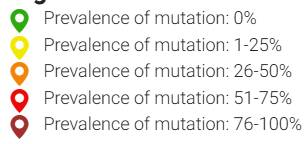 Prevalence of mutation: 0%
Prevalence of mutation: 1-25%
Prevalence of mutation: 26-50%
Prevalence of mutation: 51-75%
Prevalence of mutation: 76-100%